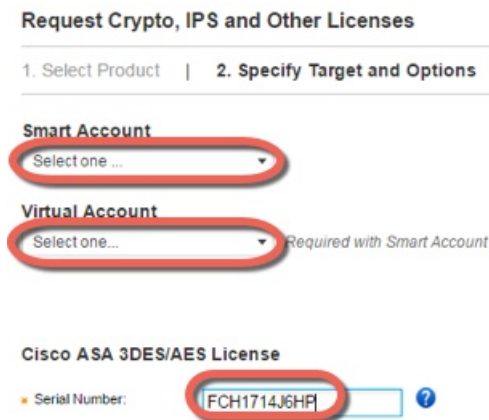 Request Crypto, IPS and Other Licenses
1. Select Product | 2. Specify Target and Options
Smart Account
Select one ...
Virtual Account
Select one... Required with Smart Account
Cisco ASA 3DES/AES License
Serial Number: FCH1714J6HP ?